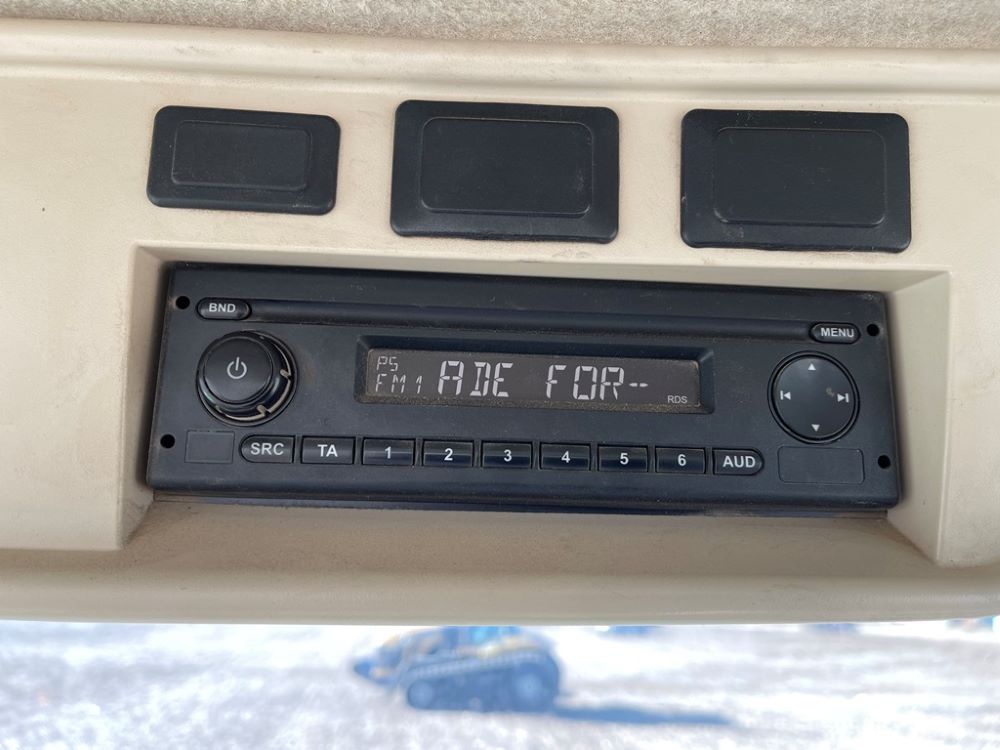 BND
MENU
PS
FM1 ADE FOR--
RDS
SRC TA 1 2 3 4 5 6 AUD